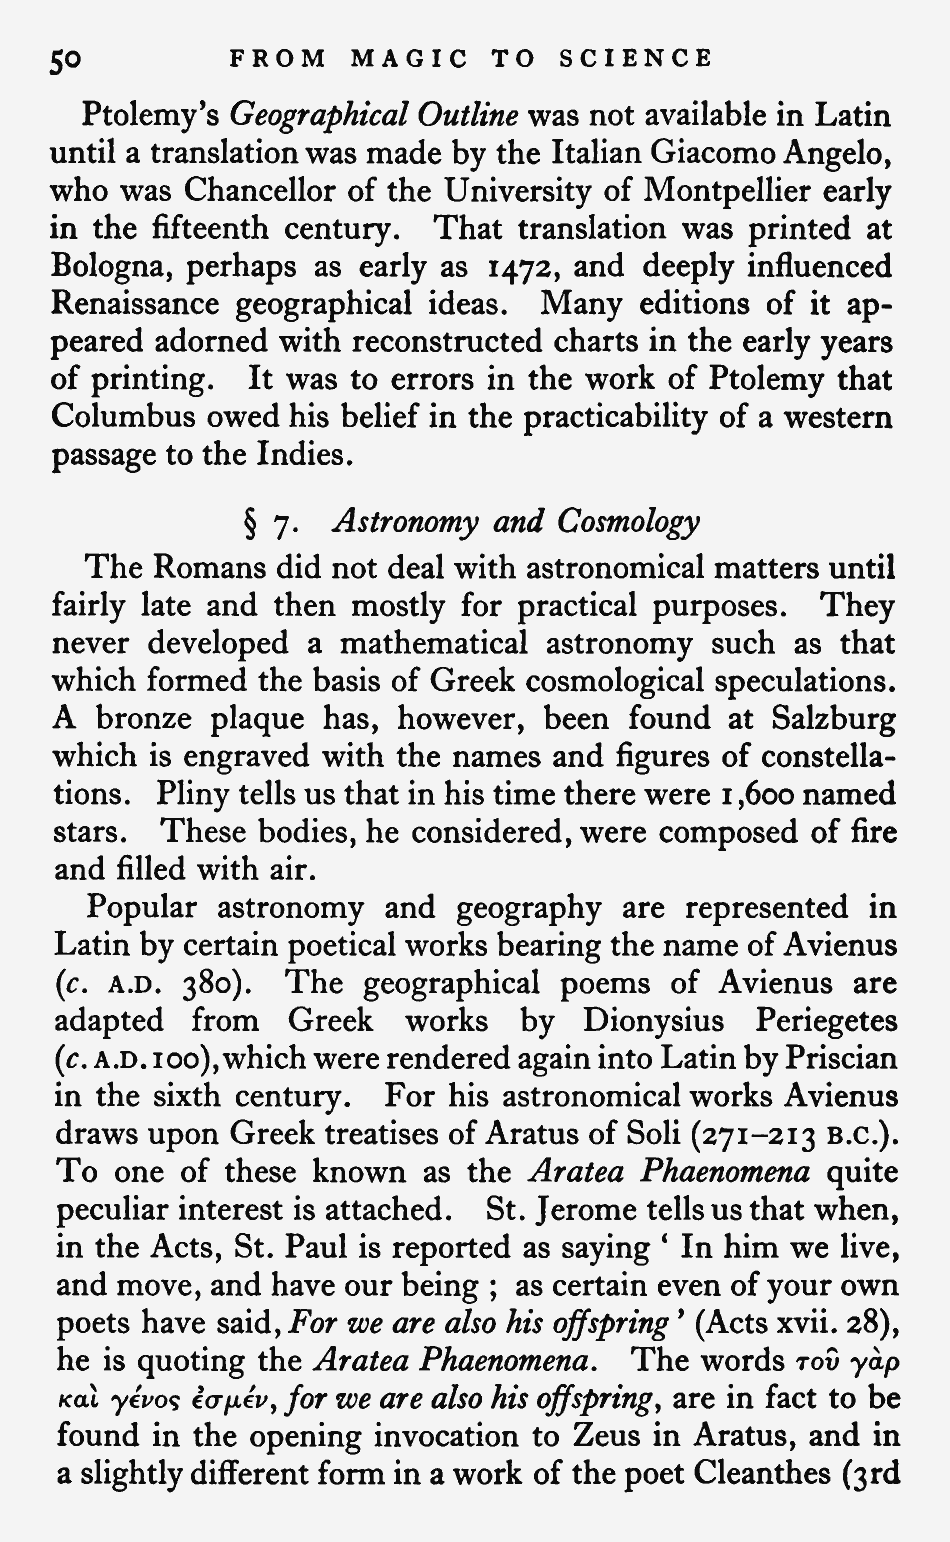 50 FROM MAGIC TO SCIENCE
Ptolemy's Geographical Outline was not available in Latin
until a translation was made by the Italian Giacomo Angelo,
who was Chancellor of the University of Montpellier early
in the fifteenth century. That translation was printed at
Bologna, perhaps as early as 1472, and deeply influenced
Renaissance geographical ideas. Many editions of it ap-
peared adorned with reconstructed charts in the early years
of printing. It was to errors in the work of Ptolemy that
Columbus owed his belief in the practicability of a western
passage to the Indies.
§ 7. Astronomy and Cosmology
The Romans did not deal with astronomical matters until
fairly late and then mostly for practical purposes. They
never developed a mathematical astronomy such as that
which formed the basis of Greek cosmological speculations.
A bronze plaque has, however, been found at Salzburg
which is engraved with the names and figures of constella-
tions. Pliny tells us that in his time there were 1,600 named
stars. These bodies, he considered, were composed of fire
and filled with air.
Popular astronomy and geography are represented in
Latin by certain poetical works bearing the name of Avienus
(c. A.D. 380). The geographical poems of Avienus are
adapted from Greek works by Dionysius Periegetes
(c. A.D. 100), which were rendered again into Latin by Priscian
in the sixth century. For his astronomical works Avienus
draws upon Greek treatises of Aratus of Soli (271–213 B.C.).
To one of these known as the Aratea Phaenomena quite
peculiar interest is attached. St. Jerome tells us that when,
in the Acts, St. Paul is reported as saying ‘ In him we live,
and move, and have our being ; as certain even of your own
poets have said, For we are also his offspring ’ (Acts xvii. 28),
he is quoting the Aratea Phaenomena. The words τοῦ γὰρ
καὶ γένος ἐσμέν, for we are also his offspring, are in fact to be
found in the opening invocation to Zeus in Aratus, and in
a slightly different form in a work of the poet Cleanthes (3rd